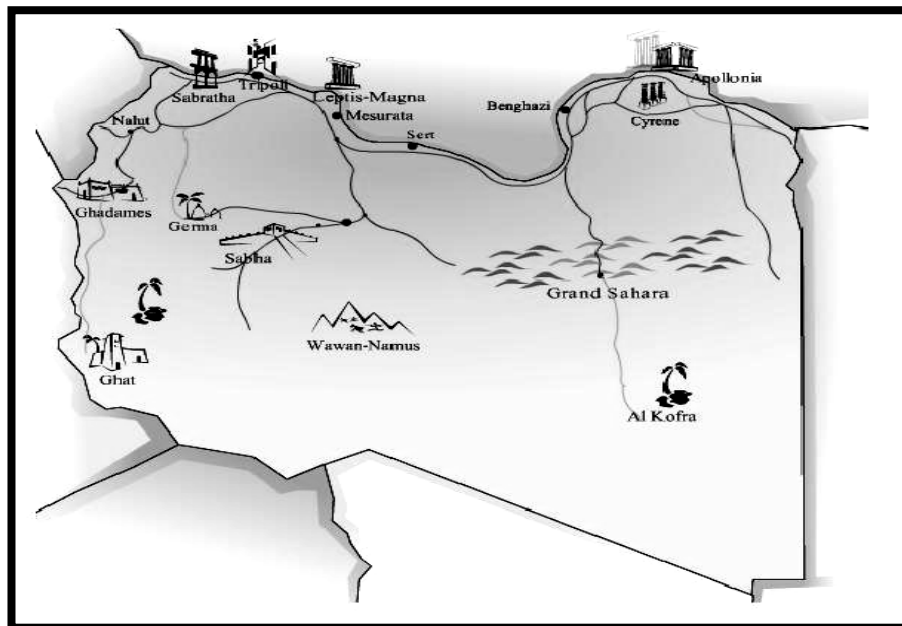 Sabratha
Tripoli
Leptis-Magna
Apollonia
Benghazi
Cyrene
Mesurata
Nalut
Sert
Ghadames
Germa
Sabha
Grand Sahara
Wawan-Namus
Ghat
Al Kofra